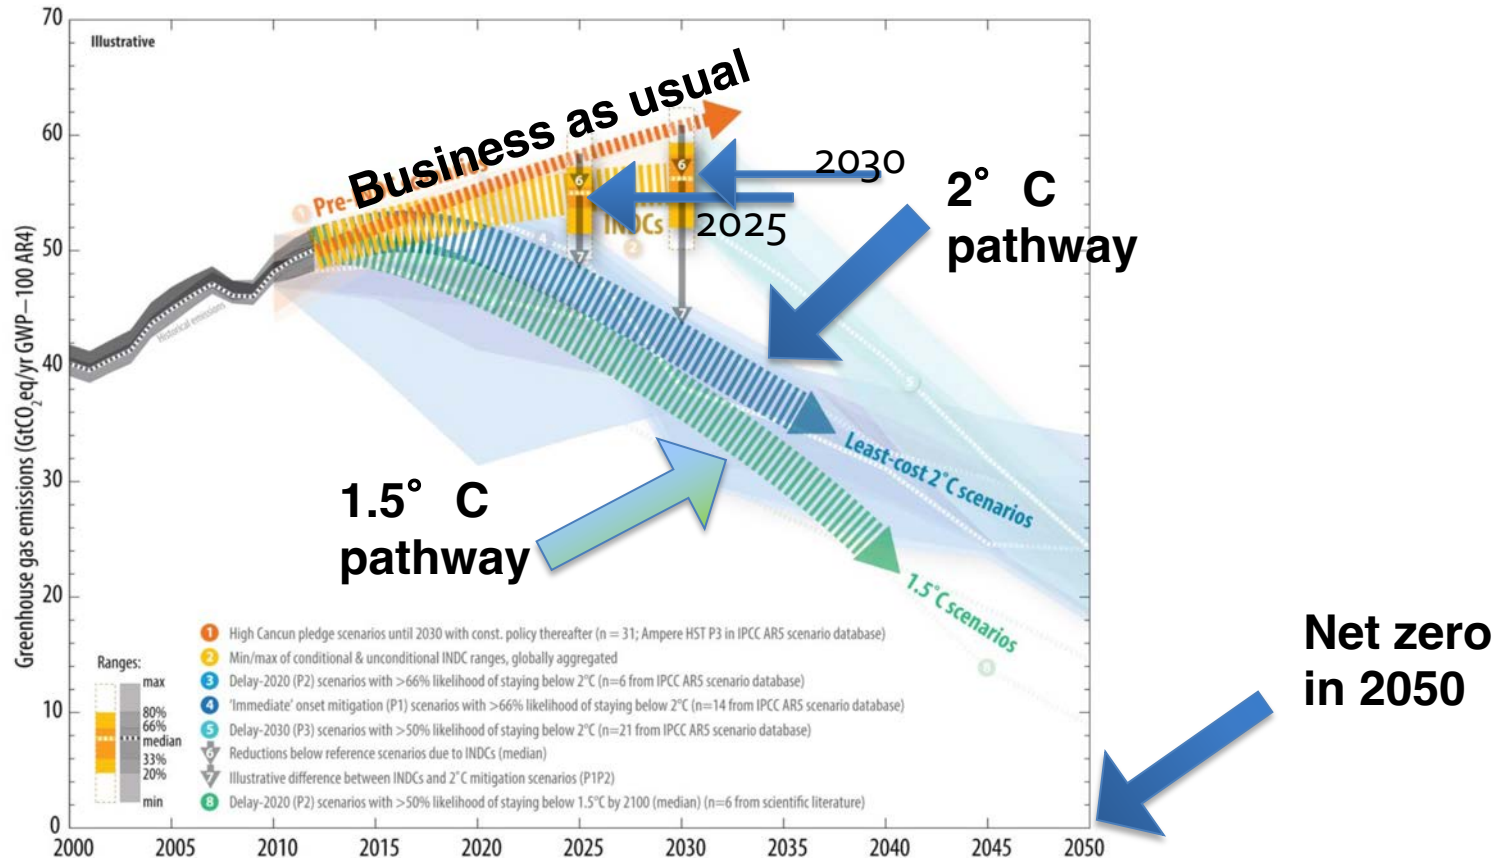 70
60
50
40
30
20
10
0
Greenhouse gas emissions (GtCO2eq/yr GWP–100 AR4)
Illustrative
Business as usual
1 Pre-
Historical emissions
INDCs
2
4
5
6
6
7
7
8
2030
2025
2° C
pathway
1.5° C
pathway
Least-cost 2°C scenarios
1.5°C scenarios
Net zero
in 2050
1 High Cancun pledge scenarios until 2030 with const. policy thereafter (n = 31; Ampere HST P3 in IPCC AR5 scenario database)
2 Min/max of conditional & unconditional INDC ranges, globally aggregated
3 Delay-2020 (P2) scenarios with >66% likelihood of staying below 2°C (n=6 from IPCC AR5 scenario database)
4 'Immediate' onset mitigation (P1) scenarios with >66% likelihood of staying below 2°C (n=14 from IPCC AR5 scenario database)
5 Delay-2030 (P3) scenarios with >50% likelihood of staying below 2°C (n=21 from IPCC AR5 scenario database)
6 Reductions below reference scenarios due to INDCs (median)
7 Illustrative difference between INDCs and 2°C mitigation scenarios (P1P2)
8 Delay-2020 (P2) scenarios with >50% likelihood of staying below 1.5°C by 2100 (median) (n=6 from scientific literature)
Ranges:
max
80%
66%
median
33%
20%
min
2000 2005 2010 2015 2020 2025 2030 2035 2040 2045 2050